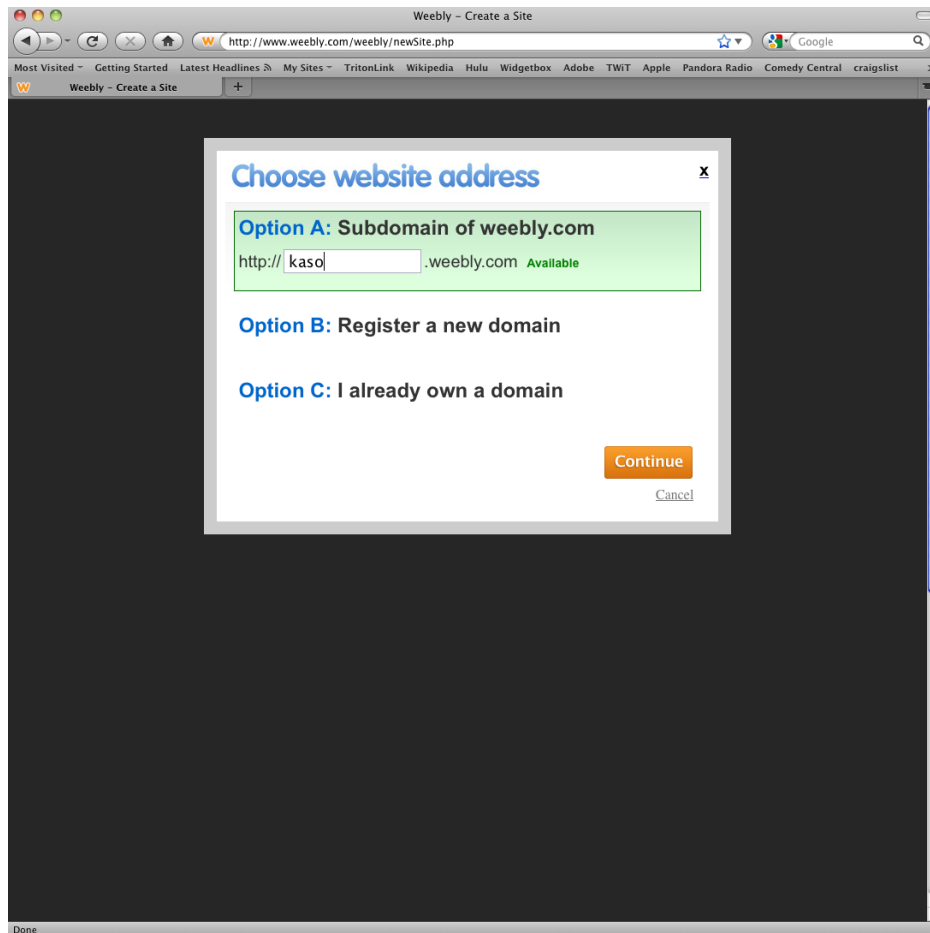 Weebly – Create a Site
http://www.weebly.com/weebly/newSite.php Google
Most Visited Getting Started Latest Headlines My Sites TritonLink Wikipedia Hulu Widgetbox Adobe TWiT Apple Pandora Radio Comedy Central craigslist
W Weebly – Create a Site +
Choose website address x
Option A: Subdomain of weebly.com
http:// kaso .weebly.com Available
Option B: Register a new domain
Option C: I already own a domain
Continue
Cancel
Done